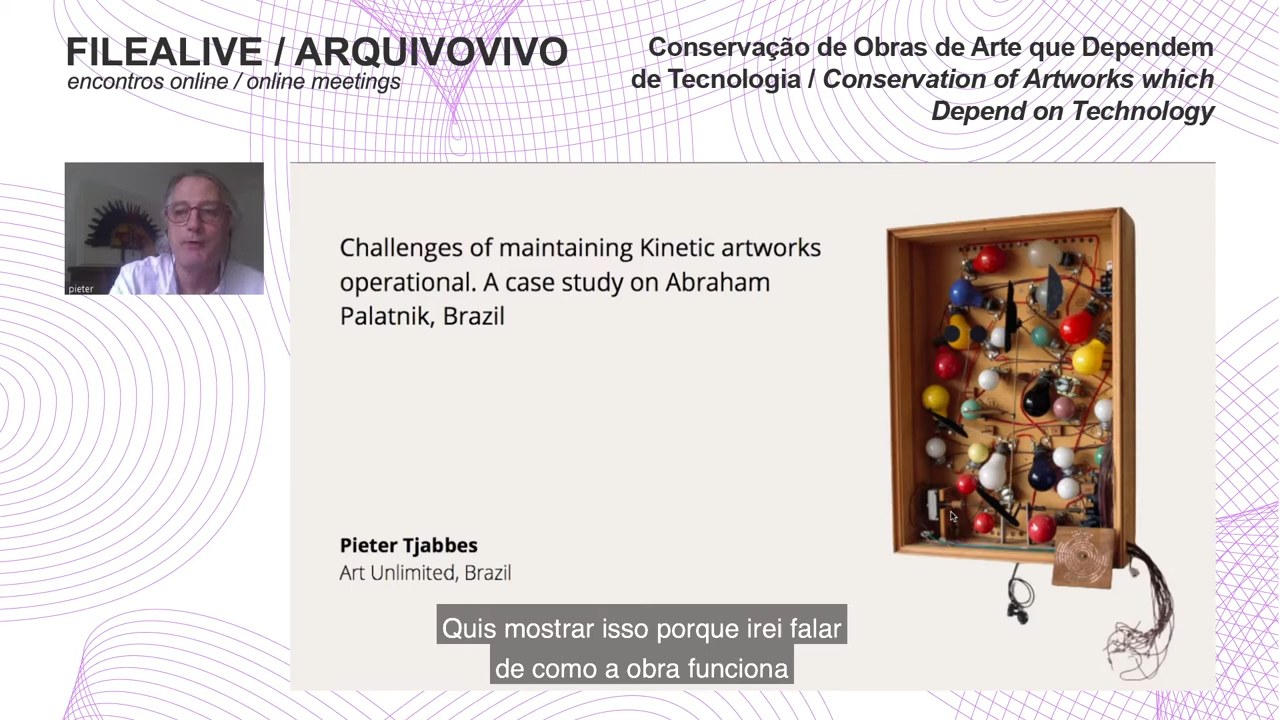 FILEALIVE / ARQUIVOVIVO
encontros online / online meetings
Conservação de Obras de Arte que Dependem
de Tecnologia / Conservation of Artworks which
Depend on Technology
pieter
Challenges of maintaining Kinetic artworks
operational. A case study on Abraham
Palatnik, Brazil
Pieter Tjabbes
Art Unlimited, Brazil
Quis mostrar isso porque irei falar
de como a obra funciona